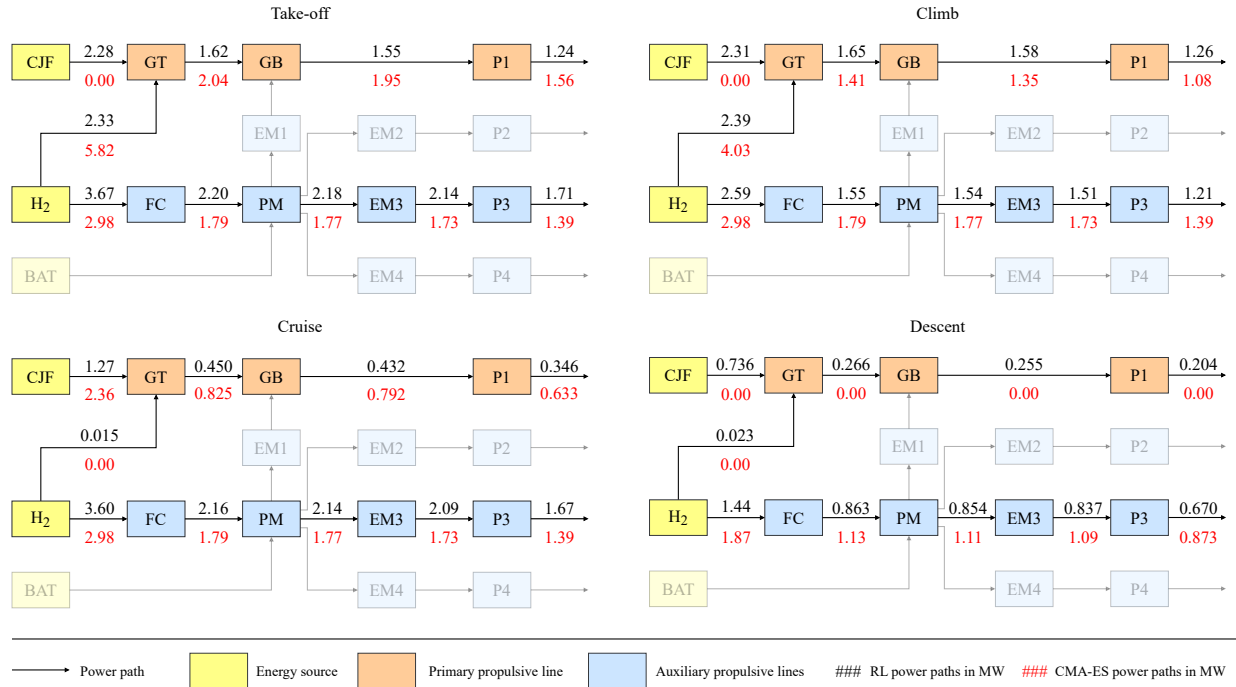 Take-off
2.28 1.62 1.55 1.24
CJF GT GB P1
0.00 2.04 1.95 1.56
2.33
EM1 EM2 P2
5.82
3.67 2.20 2.18 2.14 1.71
H2 FC PM EM3 P3
2.98 1.79 1.77 1.73 1.39
BAT EM4 P4
Climb
2.31 1.65 1.58 1.26
CJF GT GB P1
0.00 1.41 1.35 1.08
2.39
EM1 EM2 P2
4.03
2.59 1.55 1.54 1.51 1.21
H2 FC PM EM3 P3
2.98 1.79 1.77 1.73 1.39
BAT EM4 P4
Cruise
1.27 0.450 0.432 0.346
CJF GT GB P1
2.36 0.825 0.792 0.633
0.015
EM1 EM2 P2
0.00
3.60 2.16 2.14 2.09 1.67
H2 FC PM EM3 P3
2.98 1.79 1.77 1.73 1.39
BAT EM4 P4
Descent
0.736 0.266 0.255 0.204
CJF GT GB P1
0.00 0.00 0.00 0.00
0.023
EM1 EM2 P2
0.00
1.44 0.863 0.854 0.837 0.670
H2 FC PM EM3 P3
1.87 1.13 1.11 1.09 0.873
BAT EM4 P4
Power path Energy source Primary propulsive line Auxiliary propulsive lines ### RL power paths in MW ### CMA-ES power paths in MW